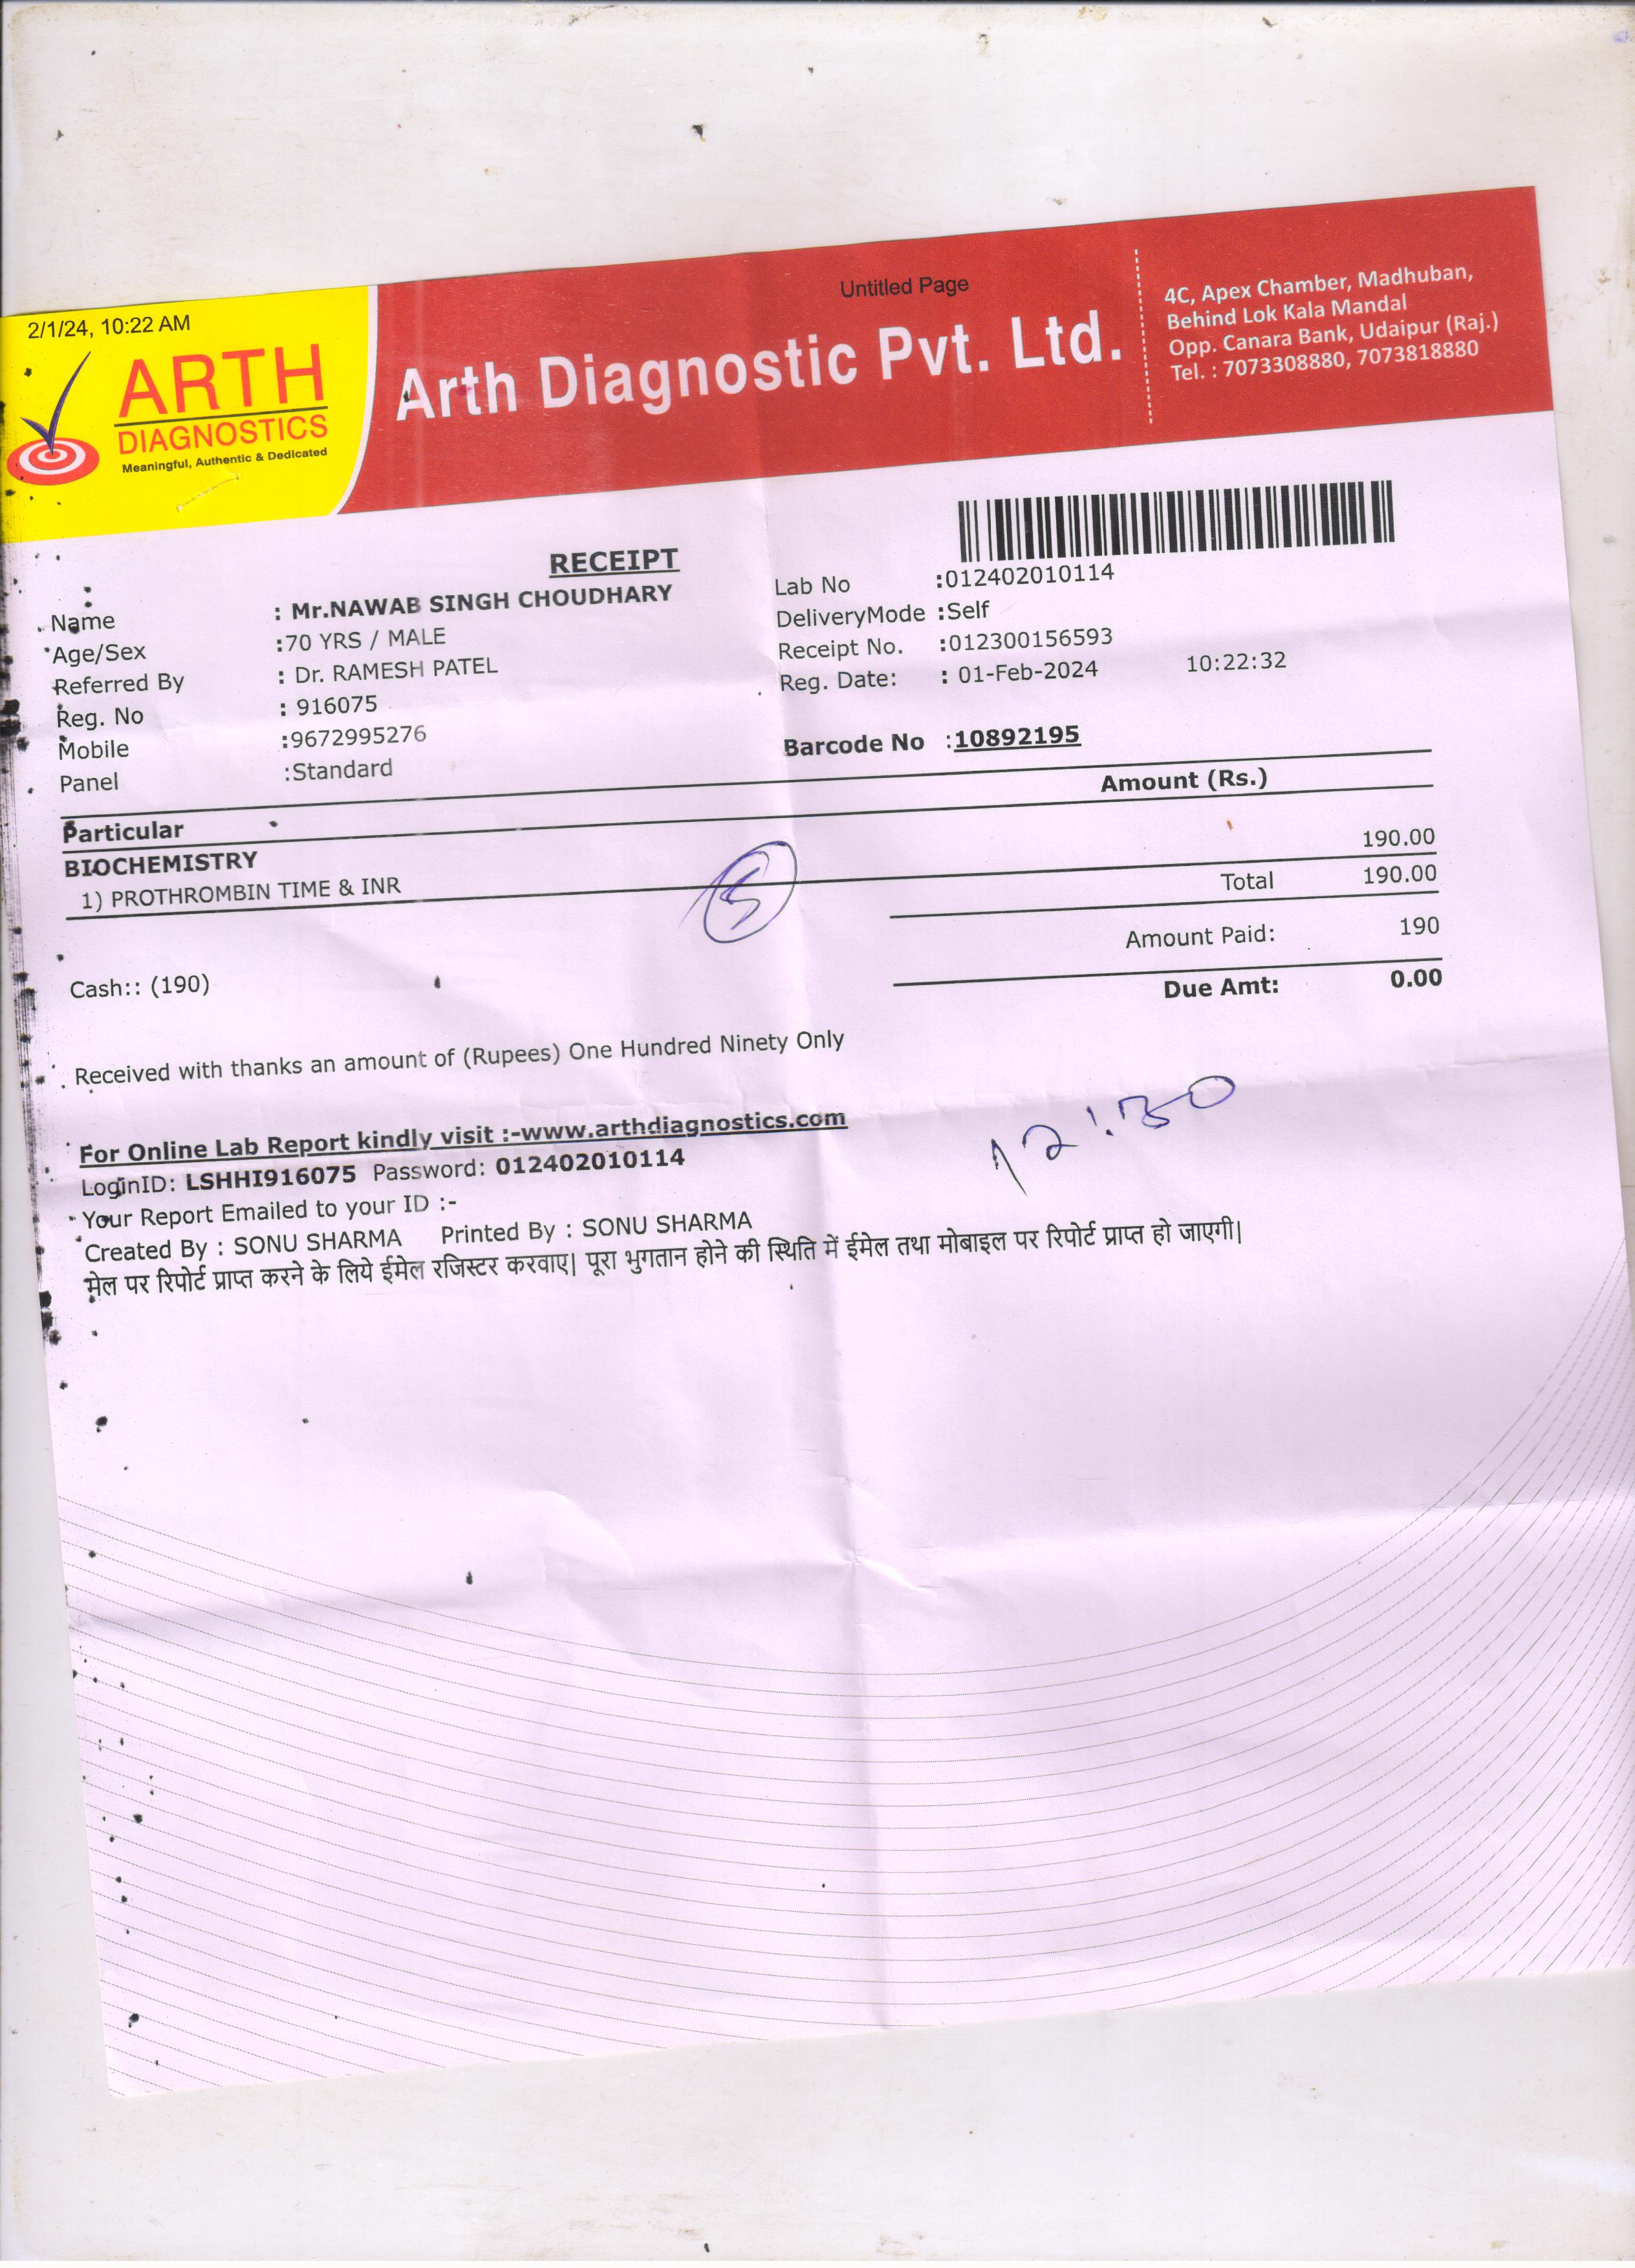 2/1/24, 10:22 AM
Untitled Page
ARTH
DIAGNOSTICS
Meaningful, Authentic & Dedicated
Arth Diagnostic Pvt. Ltd.
4C, Apex Chamber, Madhuban,
Behind Lok Kala Mandal
Opp. Canara Bank, Udaipur (Raj.)
Tel. : 7073308880, 7073818880
RECEIPT
Name : Mr.NAWAB SINGH CHOUDHARY
Age/Sex :70 YRS / MALE
Referred By : Dr. RAMESH PATEL
Reg. No : 916075
Mobile :9672995276
Panel :Standard
Lab No :012402010114
DeliveryMode :Self
Receipt No. :012300156593
Reg. Date: : 01-Feb-2024 10:22:32
Barcode No :10892195
Particular Amount (Rs.)
BIOCHEMISTRY
1) PROTHROMBIN TIME & INR 190.00
Total 190.00
5
Amount Paid: 190
Cash:: (190)
Due Amt: 0.00
Received with thanks an amount of (Rupees) One Hundred Ninety Only
12:30
For Online Lab Report kindly visit :-www.arthdiagnostics.com
LoginID: LSHHI916075 Password: 012402010114
Your Report Emailed to your ID :-
Created By : SONU SHARMA Printed By : SONU SHARMA
मेल पर रिपोर्ट प्राप्त करने के लिये ईमेल रजिस्टर करवाए| पूरा भुगतान होने की स्थिति में ईमेल तथा मोबाइल पर रिपोर्ट प्राप्त हो जाएगी|